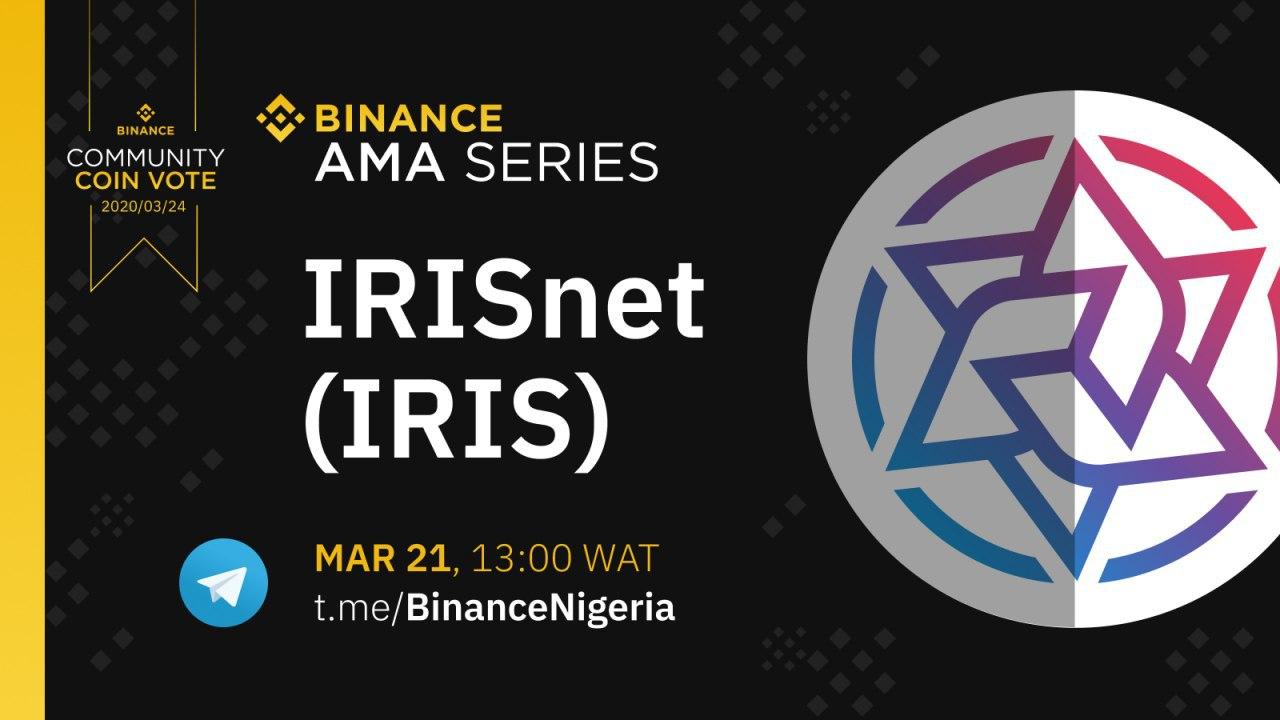 BINANCE
COMMUNITY
COIN VOTE
2020/03/24
BINANCE
AMA SERIES
IRISnet
(IRIS)
MAR 21, 13:00 WAT
t.me/BinanceNigeria